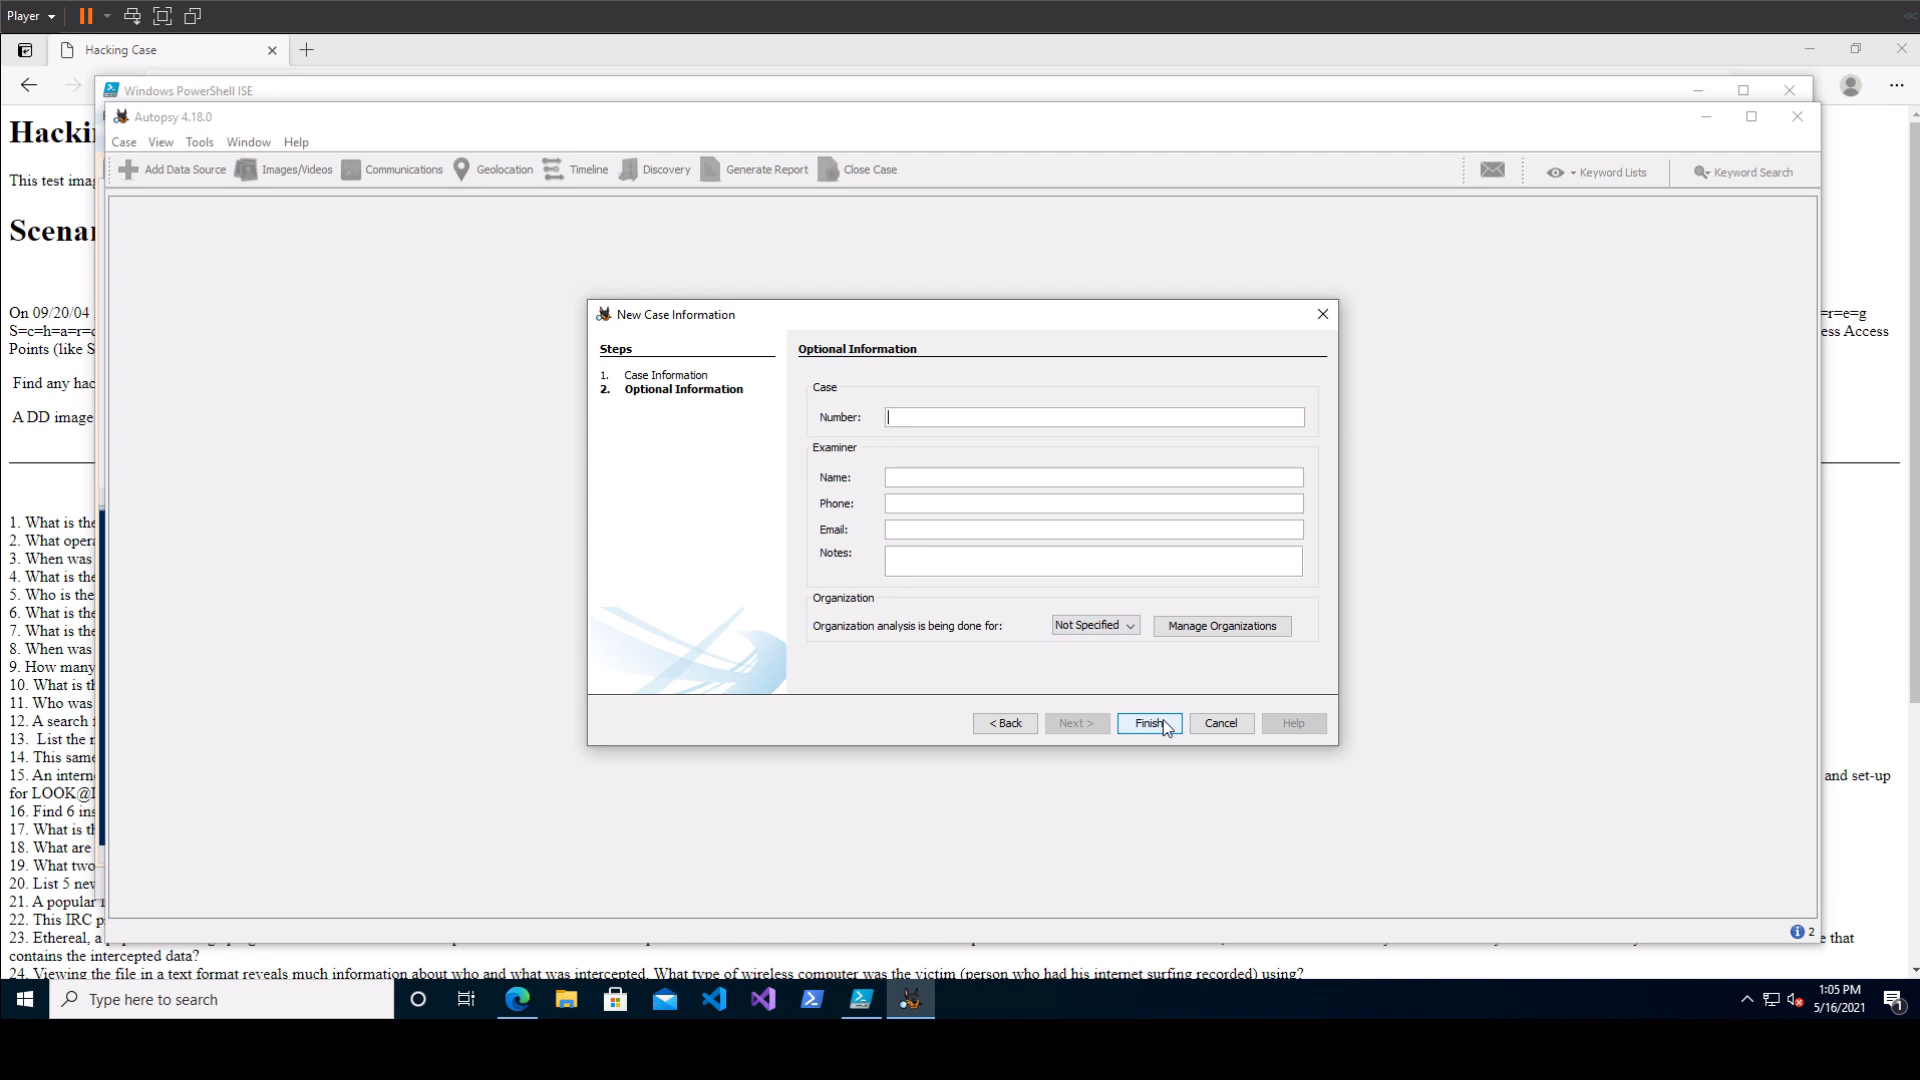 Player
Hacking Case
Windows PowerShell ISE
Autopsy 4.18.0
Case View Tools Window Help
Add Data Source Images/Videos Communications Geolocation Timeline Discovery Generate Report Close Case Keyword Lists Keyword Search
This test
On 09/20/04 =r=e=g
ess Access
Points (like S
Find any
A DD image
New Case Information
Steps
1. Case Information
2. Optional Information
Optional Information
Case
Number:
Examiner
Name:
Phone:
Email:
Notes:
Organization
Organization analysis is being done for: Not Specified Manage Organizations
< Back Next > Finish Cancel Help
1. What is the
2. What
3. When was
4. What is the
5. Who is the
6. What is the
7. What is the
8. When was
9. How many
10. What is
11. Who was
12. A search
13. List the
14. This same
15. An and set-up
for
16. Find 6
17. What is
18. What are
19. What two
20. List 5
21. A popular
22. This IRC
23. Ethereal, a e that
contains the intercepted data?
24. Viewing the file in a text format reveals much information about who and what was intercepted. What type of wireless computer was the victim (person who had his internet surfing recorded) using?
2
Type here to search
1:05 PM
5/16/2021
1